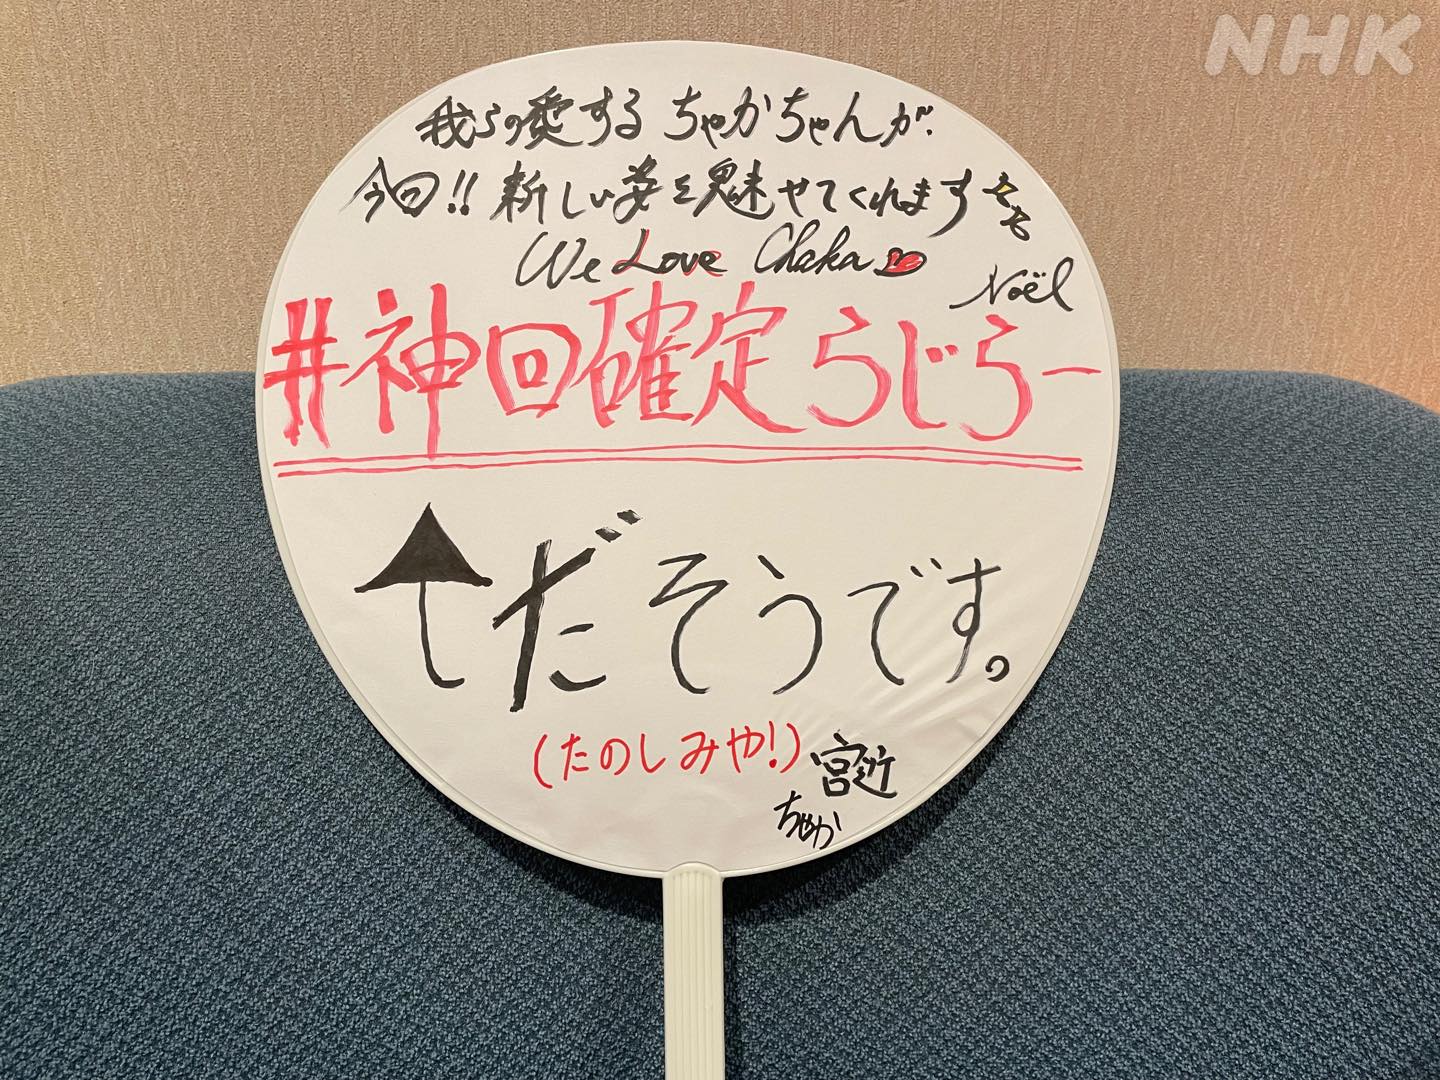 NHK
我らの愛するちゃかちゃんが、
今回!! 新しい姿を魅せてくれます
We Love Chaka
Noël
#神回確定らじらー
↑だそうです。
(たのしみや!)
宮近
ちゃか